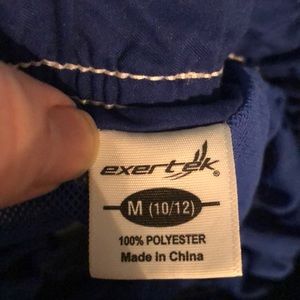 exertek®
M (10/12)
100% POLYESTER
Made in China